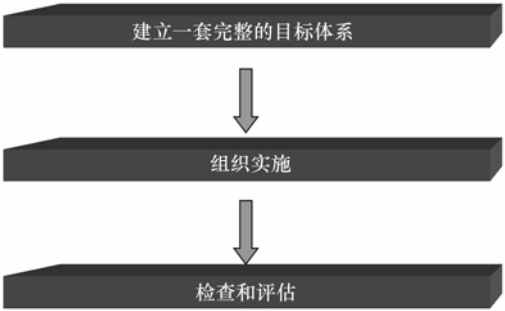 建立一套完整的目标体系
组织实施
检查和评估